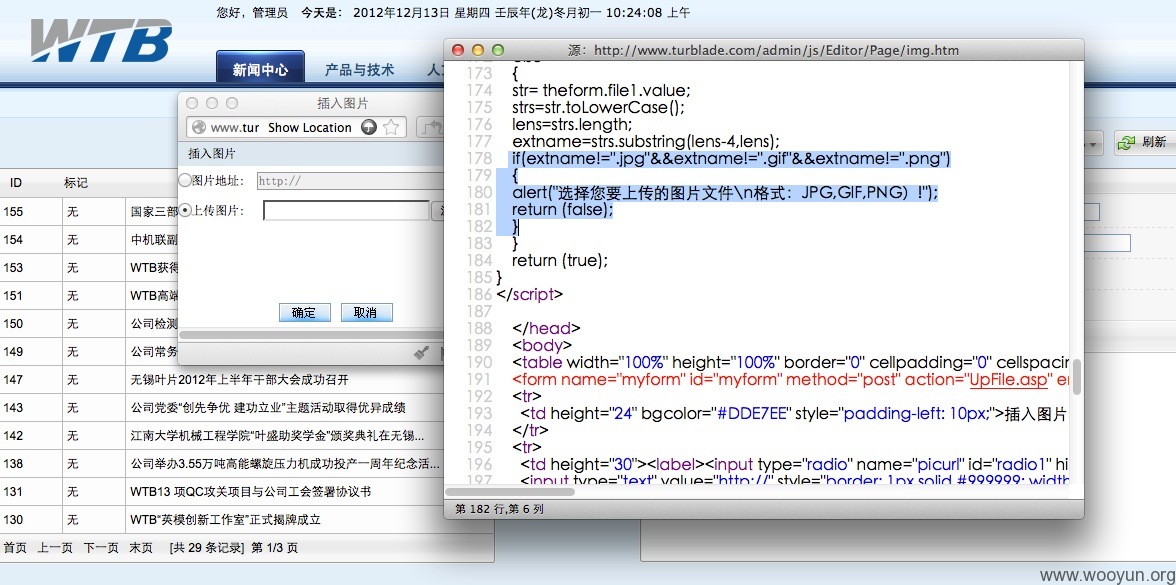 WTB
您好，管理员 今天是： 2012年12月13日 星期四 壬辰年(龙)冬月初一 10:24:08 上午
新闻中心
产品与技术
刷新
ID 标记
155 无 国家三部
154 无 中机联副
153 无 WTB获得
151 无 WTB高端
150 无 公司检测
149 无 公司常务
147 无 无锡叶片2012年上半年干部大会成功召开
143 无 公司党委“创先争优 建功立业”主题活动取得优异成绩
142 无 江南大学机械工程学院“叶盛助奖学金”颁奖典礼在无锡...
138 无 公司举办3.55万吨高能螺旋压力机成功投产一周年纪念活...
131 无 WTB13 项QC攻关项目与公司工会签署协议书
130 无 WTB“英模创新工作室”正式揭牌成立
首页 上一页 下一页 末页 [共 29 条记录] 第 1/3 页
插入图片
www.tur Show Location
插入图片
图片地址： http://
上传图片：
确定 取消
源：http://www.turblade.com/admin/js/Editor/Page/img.htm
173 {
174 str= theform.file1.value;
175 strs=str.toLowerCase();
176 lens=strs.length;
177 extname=strs.substring(lens-4,lens);
178 if(extname!=".jpg"&&extname!=".gif"&&extname!=".png")
179 {
180 alert("选择您要上传的图片文件\n格式：JPG,GIF,PNG）!");
181 return (false);
182 }
183 }
184 return (true);
185 }
186 </script>
187
188 </head>
189 <body>
190 <table width="100%" height="100%" border="0" cellpadding="0" cellspacin
191 <form name="myform" id="myform" method="post" action="UpFile.asp" en
192 <tr>
193 <td height="24" bgcolor="#DDE7EE" style="padding-left: 10px;">插入图片
194 </tr>
195 <tr>
196 <td height="30"><label><input type="radio" name="picurl" id="radio1" hi
197 <input type="text" value="http://" style="border: 1px solid #999999; width
第 182 行,第 6 列
www.wooyun.org